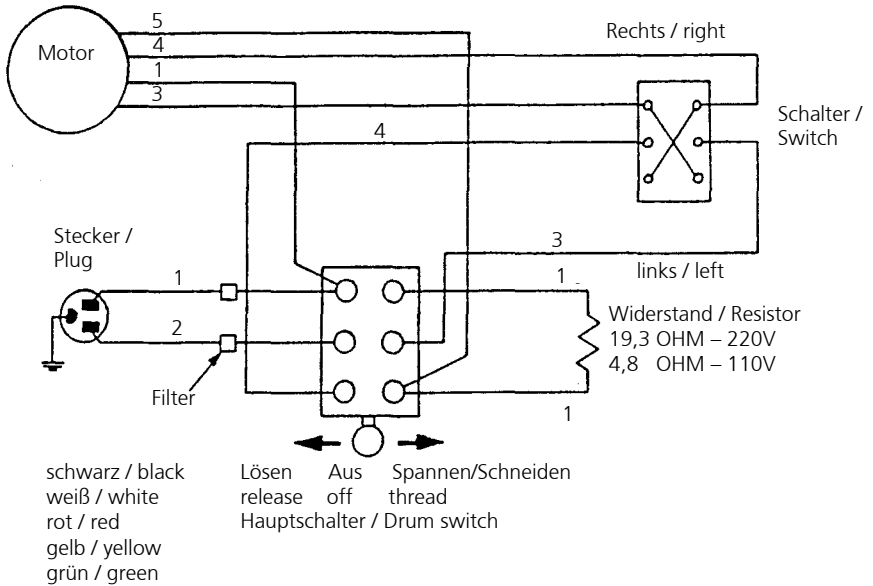 5
Rechts / right
Motor
4
1
3
Schalter /
Switch
4
Stecker /
Plug
3
1
1
links / left
Widerstand / Resistor
19,3 OHM – 220V
4,8 OHM – 110V
2
Filter
1
schwarz / black
weiß / white
rot / red
gelb / yellow
grün / green
Lösen Aus Spannen/Schneiden
release off thread
Hauptschalter / Drum switch